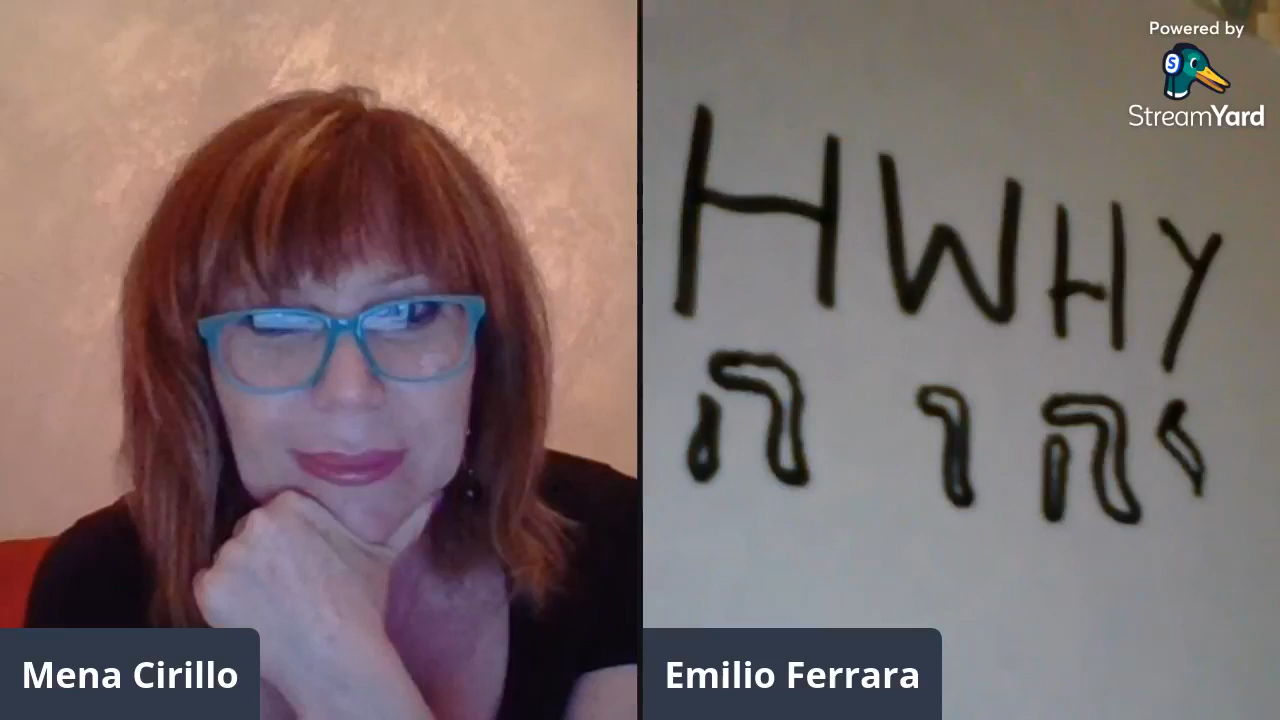 Powered by
StreamYard
HWHY
יהוה
Mena Cirillo
Emilio Ferrara